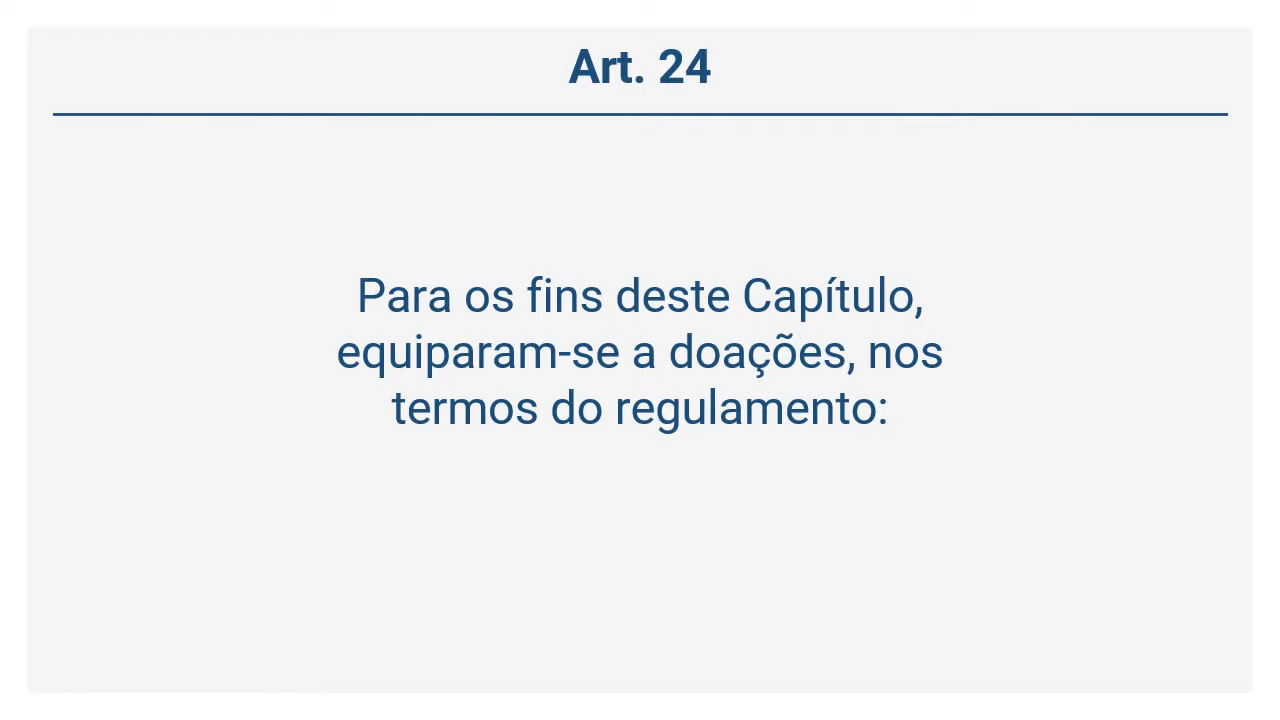 Art. 24
Para os fins deste Capítulo,
equiparam-se a doações, nos
termos do regulamento: